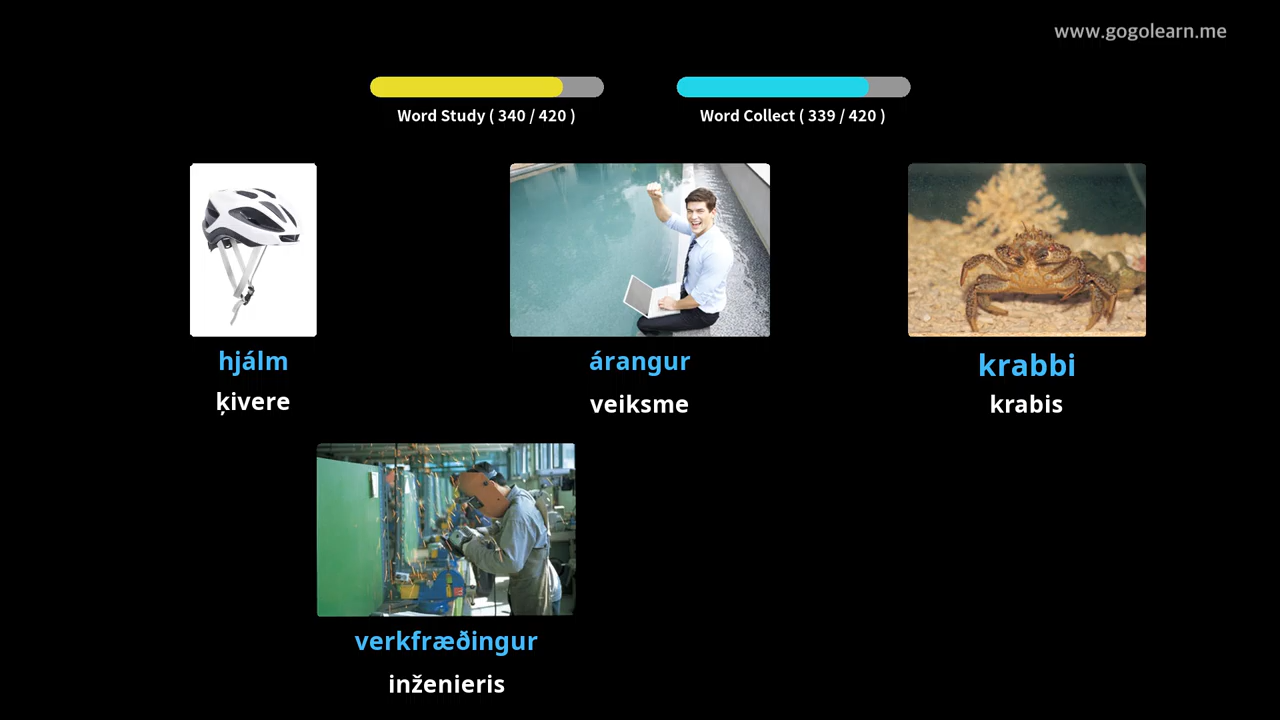 www.gogolearn.me
Word Study ( 340 / 420 )
Word Collect ( 339 / 420 )
hjálm
árangur
krabbi
ķivere
veiksme
krabis
verkfræðingur
inženieris